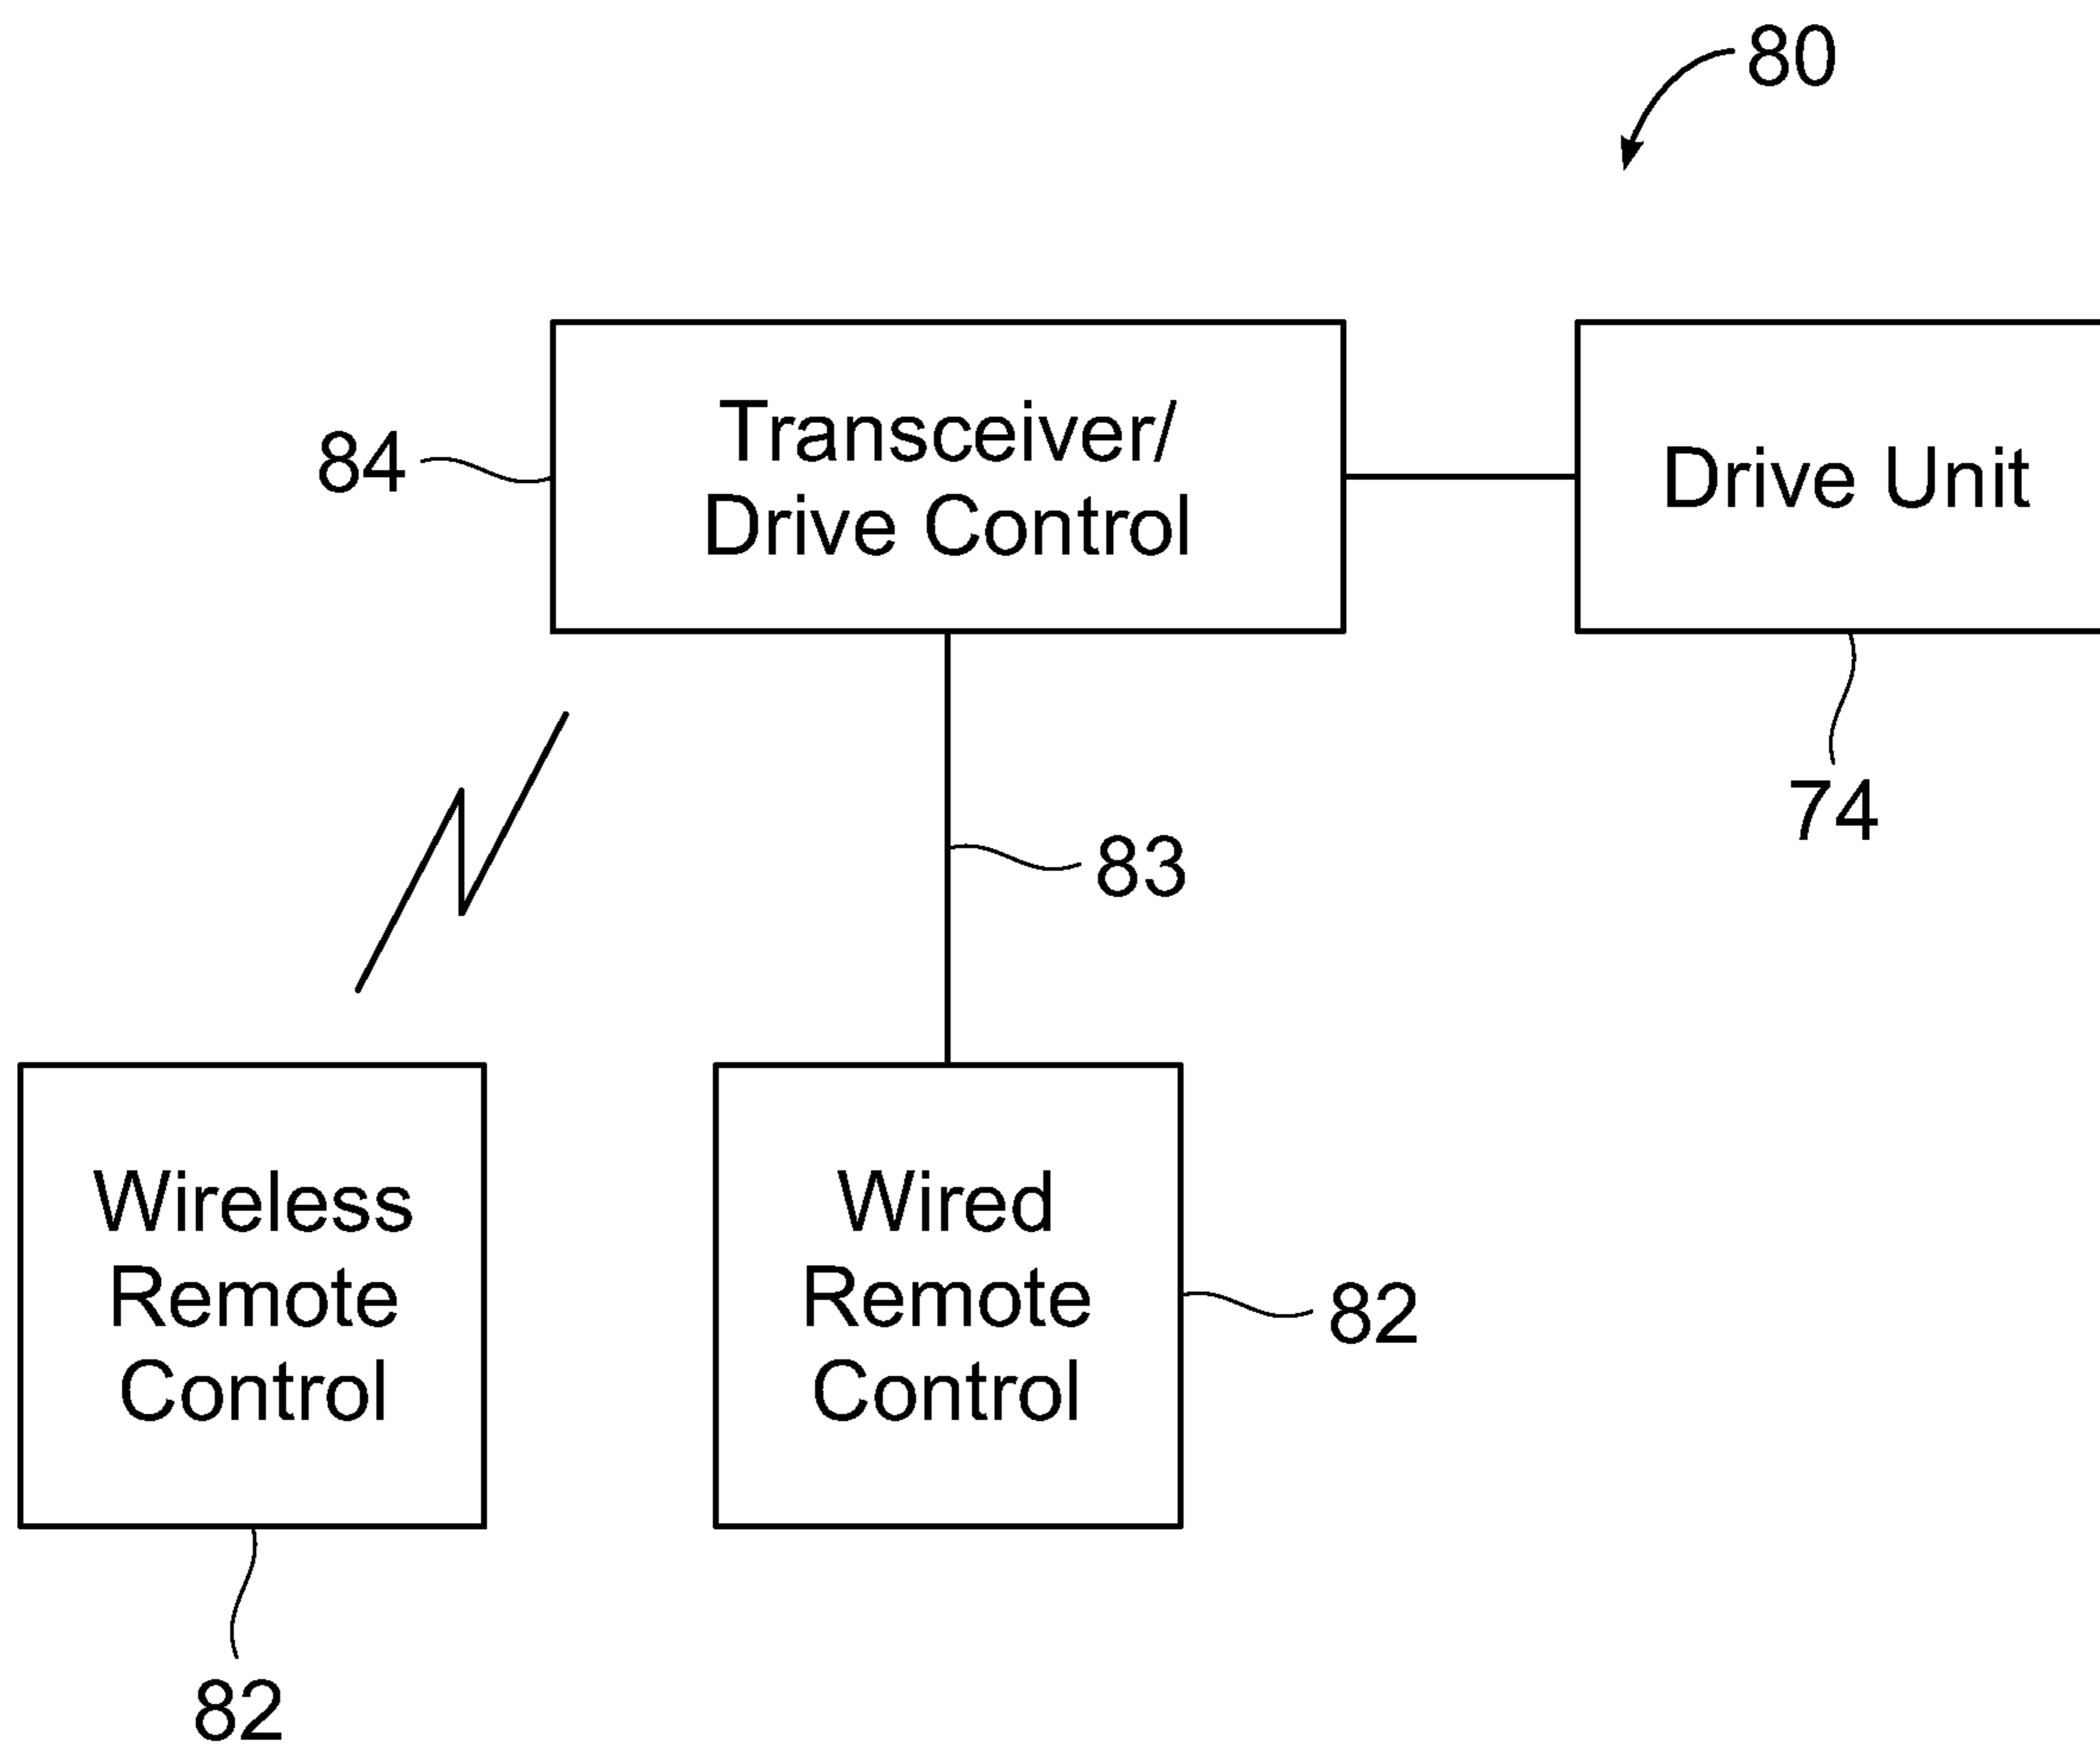 80
84
Transceiver/
Drive Control
Drive Unit
74
83
Wireless
Remote
Control
Wired
Remote
Control
82
82